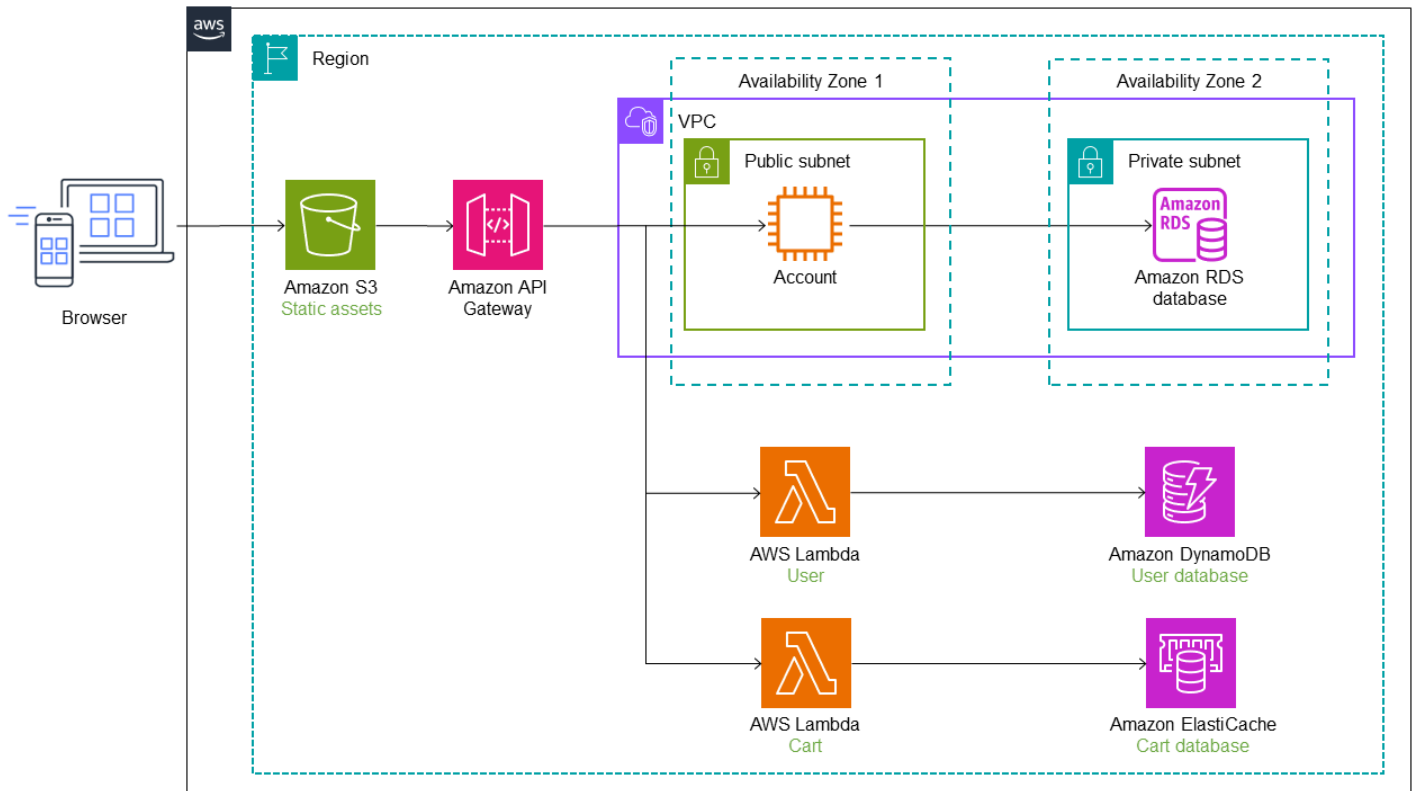 aws
Region
Availability Zone 1
Availability Zone 2
VPC
Public subnet
Private subnet
Amazon
RDS
Account
Amazon RDS
database
Browser
Amazon S3
Static assets
Amazon API
Gateway
AWS Lambda
User
Amazon DynamoDB
User database
AWS Lambda
Cart
Amazon ElastiCache
Cart database